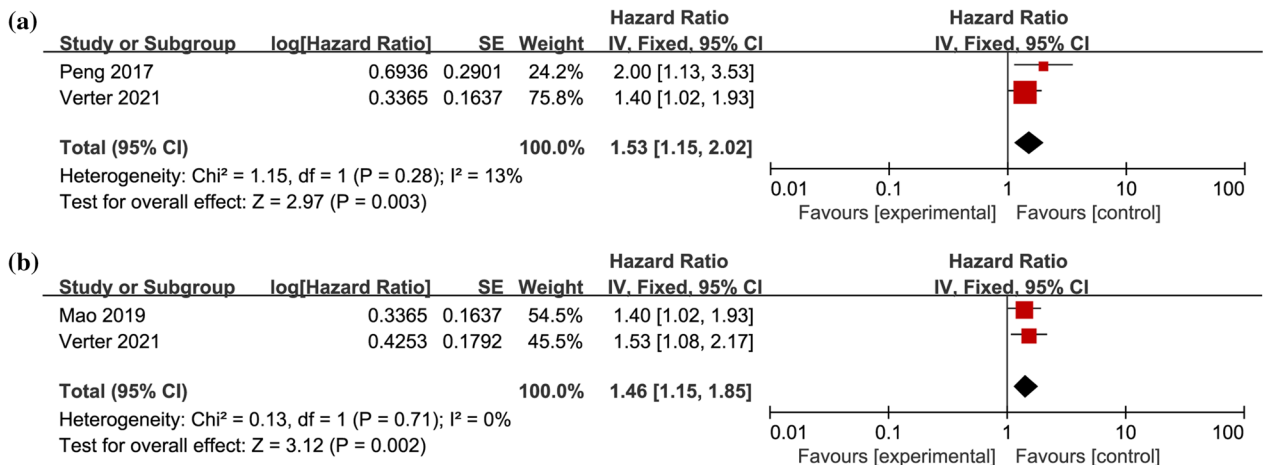 (a)
Hazard Ratio Hazard Ratio
Study or Subgroup log[Hazard Ratio] SE Weight IV, Fixed, 95% CI IV, Fixed, 95% CI
Peng 2017 0.6936 0.2901 24.2% 2.00 [1.13, 3.53]
Verter 2021 0.3365 0.1637 75.8% 1.40 [1.02, 1.93]
Total (95% CI) 100.0% 1.53 [1.15, 2.02]
Heterogeneity: Chi² = 1.15, df = 1 (P = 0.28); I² = 13%
Test for overall effect: Z = 2.97 (P = 0.003)
0.01 0.1 1 10 100
Favours [experimental] Favours [control]
(b)
Hazard Ratio Hazard Ratio
Study or Subgroup log[Hazard Ratio] SE Weight IV, Fixed, 95% CI IV, Fixed, 95% CI
Mao 2019 0.3365 0.1637 54.5% 1.40 [1.02, 1.93]
Verter 2021 0.4253 0.1792 45.5% 1.53 [1.08, 2.17]
Total (95% CI) 100.0% 1.46 [1.15, 1.85]
Heterogeneity: Chi² = 0.13, df = 1 (P = 0.71); I² = 0%
Test for overall effect: Z = 3.12 (P = 0.002)
0.01 0.1 1 10 100
Favours [experimental] Favours [control]